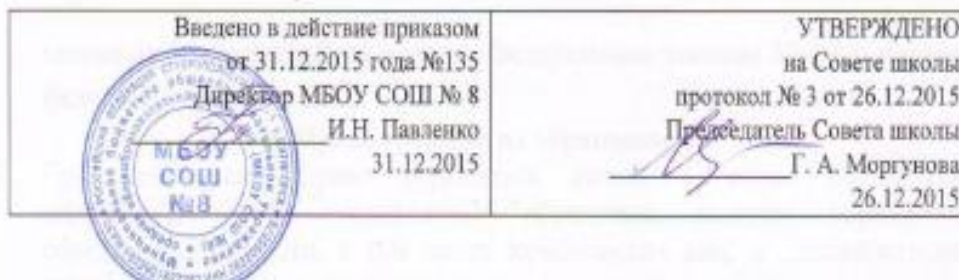 Введено в действие приказом
от 31.12.2015 года №135
Директор МБОУ СОШ № 8
И.Н. Павленко
31.12.2015
УТВЕРЖДЕНО
на Совете школы
протокол № 3 от 26.12.2015
Председатель Совета школы
Г. А. Моргунова
26.12.2015
МБОУ
СОШ
№8